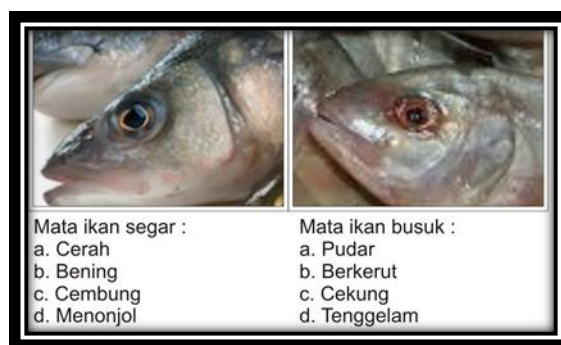 Mata ikan segar :
a. Cerah
b. Bening
c. Cembung
d. Menonjol
Mata ikan busuk :
a. Pudar
b. Berkerut
c. Cekung
d. Tenggelam